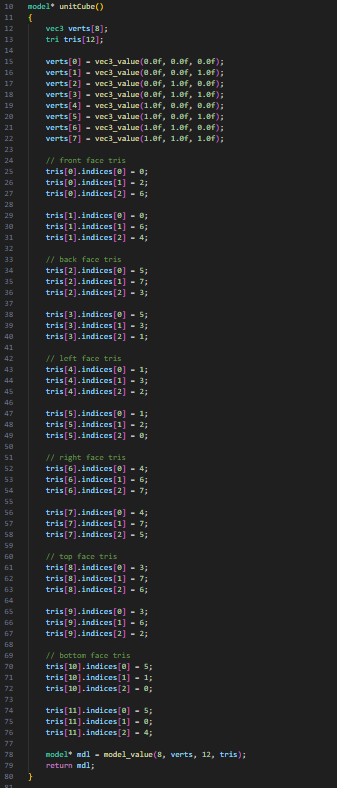 10 model* unitCube()
11 {
12 vec3 verts[8];
13 tri tris[12];
14
15 verts[0] = vec3_value(0.0f, 0.0f, 0.0f);
16 verts[1] = vec3_value(0.0f, 0.0f, 1.0f);
17 verts[2] = vec3_value(0.0f, 1.0f, 0.0f);
18 verts[3] = vec3_value(0.0f, 1.0f, 1.0f);
19 verts[4] = vec3_value(1.0f, 0.0f, 0.0f);
20 verts[5] = vec3_value(1.0f, 0.0f, 1.0f);
21 verts[6] = vec3_value(1.0f, 1.0f, 0.0f);
22 verts[7] = vec3_value(1.0f, 1.0f, 1.0f);
23
24 // front face tris
25 tris[0].indices[0] = 0;
26 tris[0].indices[1] = 2;
27 tris[0].indices[2] = 6;
28
29 tris[1].indices[0] = 0;
30 tris[1].indices[1] = 6;
31 tris[1].indices[2] = 4;
32
33 // back face tris
34 tris[2].indices[0] = 5;
35 tris[2].indices[1] = 7;
36 tris[2].indices[2] = 3;
37
38 tris[3].indices[0] = 5;
39 tris[3].indices[1] = 3;
40 tris[3].indices[2] = 1;
41
42 // left face tris
43 tris[4].indices[0] = 1;
44 tris[4].indices[1] = 3;
45 tris[4].indices[2] = 2;
46
47 tris[5].indices[0] = 1;
48 tris[5].indices[1] = 2;
49 tris[5].indices[2] = 0;
50
51 // right face tris
52 tris[6].indices[0] = 4;
53 tris[6].indices[1] = 6;
54 tris[6].indices[2] = 7;
55
56 tris[7].indices[0] = 4;
57 tris[7].indices[1] = 7;
58 tris[7].indices[2] = 5;
59
60 // top face tris
61 tris[8].indices[0] = 3;
62 tris[8].indices[1] = 7;
63 tris[8].indices[2] = 6;
64
65 tris[9].indices[0] = 3;
66 tris[9].indices[1] = 6;
67 tris[9].indices[2] = 2;
68
69 // bottom face tris
70 tris[10].indices[0] = 5;
71 tris[10].indices[1] = 1;
72 tris[10].indices[2] = 0;
73
74 tris[11].indices[0] = 5;
75 tris[11].indices[1] = 0;
76 tris[11].indices[2] = 4;
77
78 model* mdl = model_value(8, verts, 12, tris);
79 return mdl;
80 }